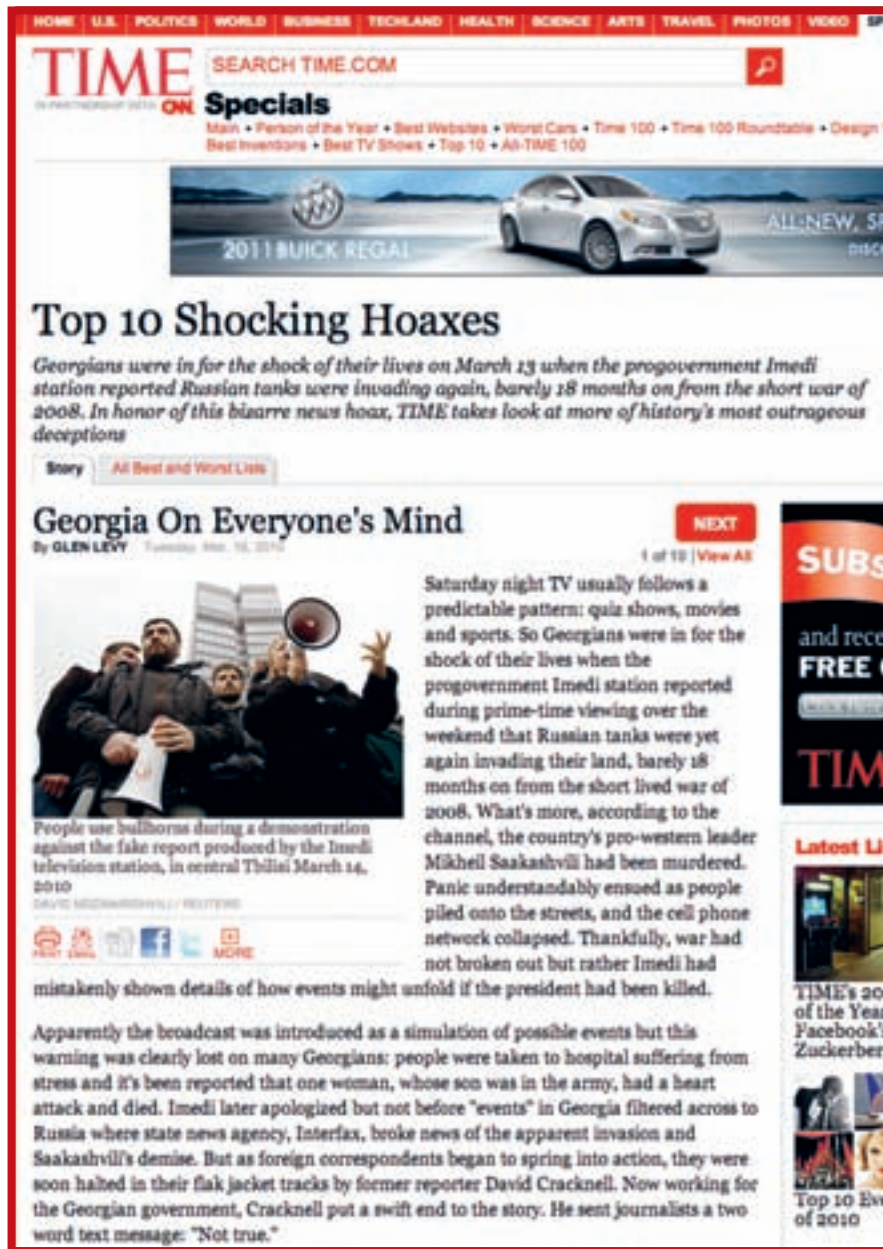 HOME U.S. POLITICS WORLD BUSINESS TECHLAND HEALTH SCIENCE ARTS TRAVEL PHOTOS VIDEO SP
TIME
IN PARTNERSHIP WITH CNN
SEARCH TIME.COM
Specials
Main + Person of the Year + Best Websites + Worst Cars + Time 100 + Time 100 Roundtable + Design
Best Inventions + Best TV Shows + Top 10 + All-TIME 100
2011 BUICK REGAL
ALL-NEW, SP
DISCO
Top 10 Shocking Hoaxes
Georgians were in for the shock of their lives on March 13 when the progovernment Imedi
station reported Russian tanks were invading again, barely 18 months on from the short war of
2008. In honor of this bizarre news hoax, TIME takes look at more of history's most outrageous
deceptions
Story All Best and Worst Lists
Georgia On Everyone's Mind
By GLEN LEVY Tuesday, Mar. 16, 2010
NEXT
1 of 10 | View All
People use bullhorns during a demonstration
against the fake report produced by the Imedi
television station, in central Tbilisi March 14,
2010
PRINT EMAIL MORE
Saturday night TV usually follows a
predictable pattern: quiz shows, movies
and sports. So Georgians were in for the
shock of their lives when the
progovernment Imedi station reported
during prime-time viewing over the
weekend that Russian tanks were yet
again invading their land, barely 18
months on from the short lived war of
2008. What's more, according to the
channel, the country's pro-western leader
Mikheil Saakashvili had been murdered.
Panic understandably ensued as people
piled onto the streets, and the cell phone
network collapsed. Thankfully, war had
not broken out but rather Imedi had
mistakenly shown details of how events might unfold if the president had been killed.
Apparently the broadcast was introduced as a simulation of possible events but this
warning was clearly lost on many Georgians: people were taken to hospital suffering from
stress and it's been reported that one woman, whose son was in the army, had a heart
attack and died. Imedi later apologized but not before "events" in Georgia filtered across to
Russia where state news agency, Interfax, broke news of the apparent invasion and
Saakashvili's demise. But as foreign correspondents began to spring into action, they were
soon halted in their flak jacket tracks by former reporter David Cracknell. Now working for
the Georgian government, Cracknell put a swift end to the story. He sent journalists a two
word text message: "Not true."
SUBS
and rece
FREE
TIM
Latest Li
TIME's 20
of the Year
Facebook's
Zuckerber
Top 10 Eve
of 2010